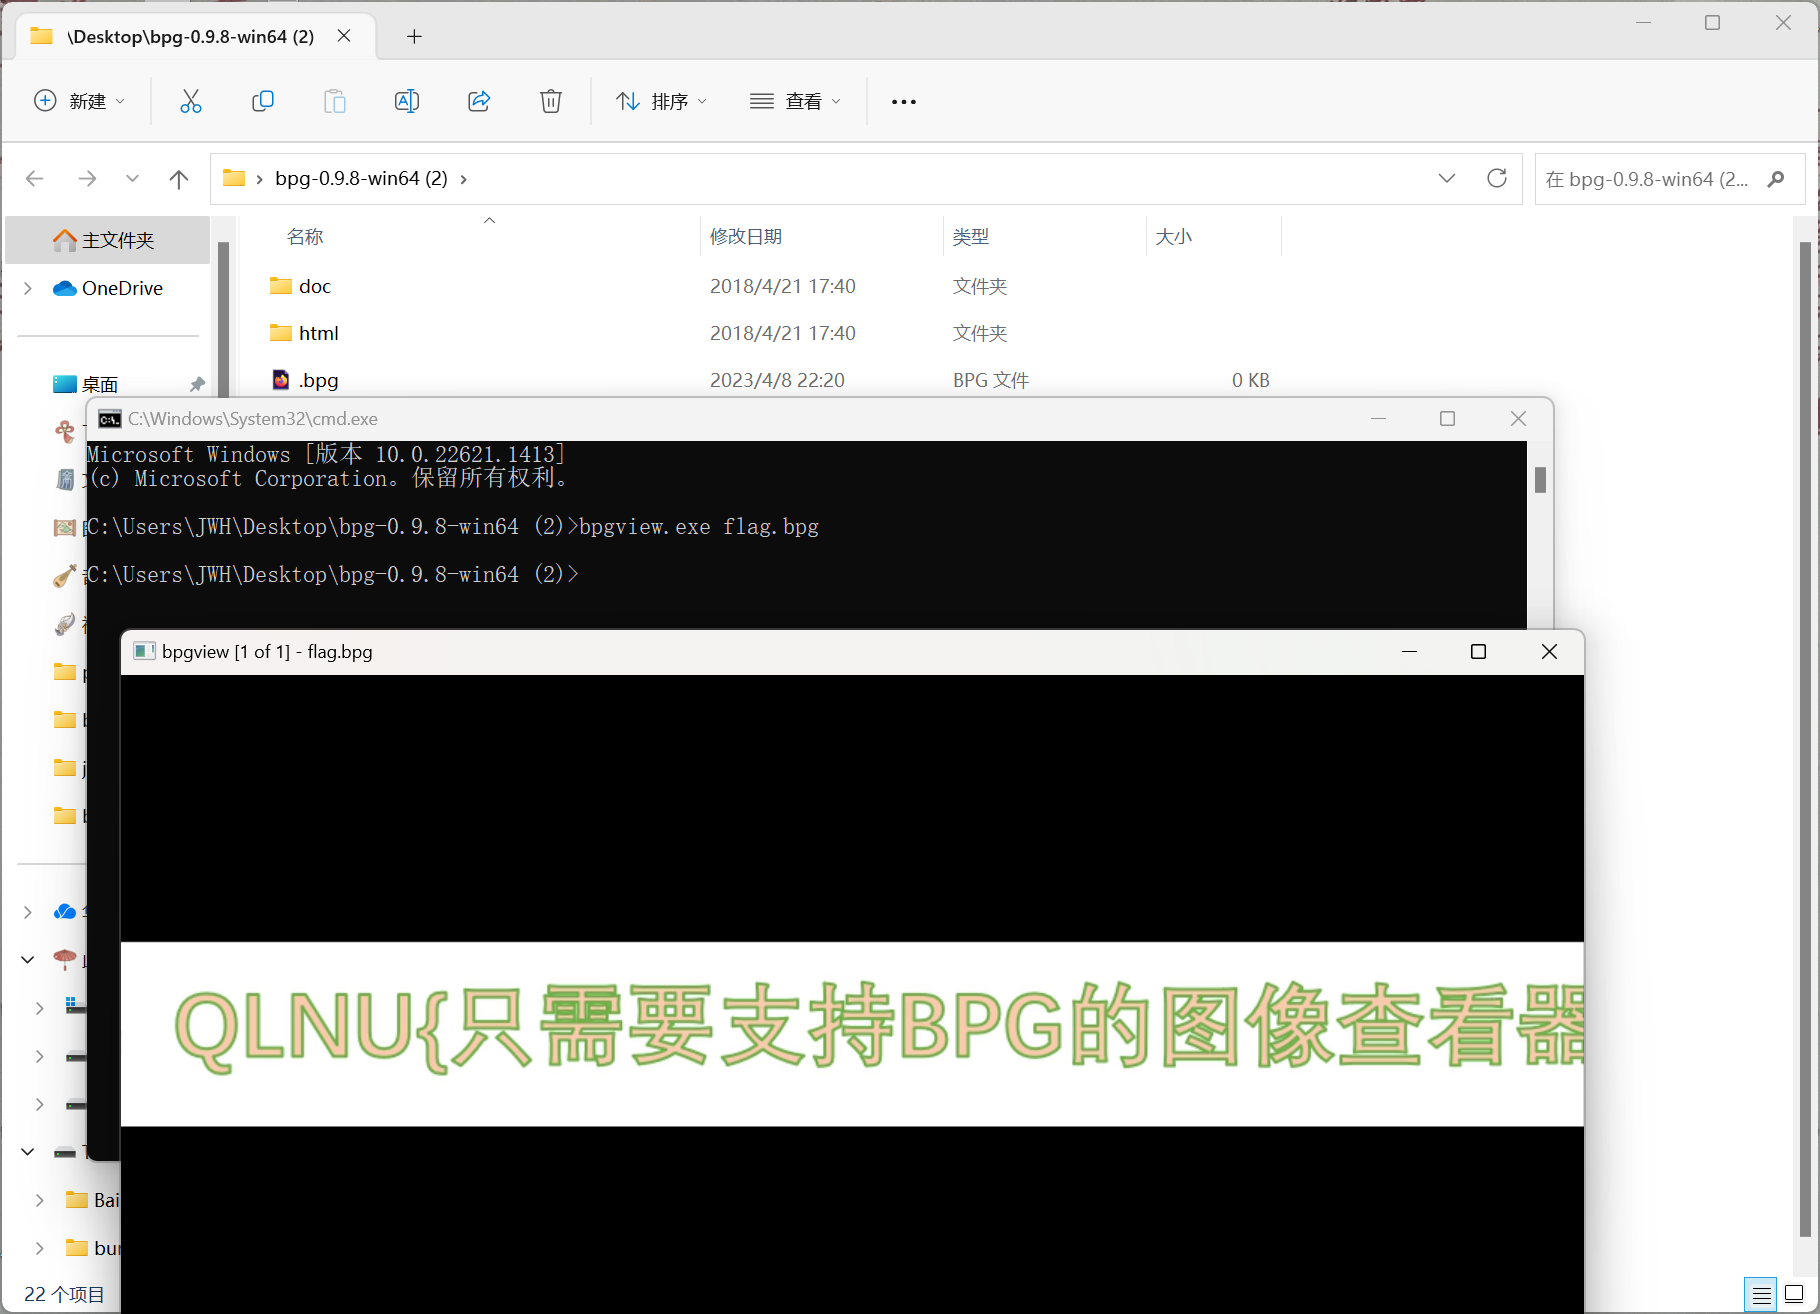 \Desktop\bpg-0.9.8-win64 (2)
新建
排序
查看
bpg-0.9.8-win64 (2)
在 bpg-0.9.8-win64 (2...
主文件夹
OneDrive
桌面
名称 修改日期 类型 大小
doc 2018/4/21 17:40 文件夹
html 2018/4/21 17:40 文件夹
.bpg 2023/4/8 22:20 BPG 文件 0 KB
C:\Windows\System32\cmd.exe
Microsoft Windows [版本 10.0.22621.1413]
(c) Microsoft Corporation。保留所有权利。
C:\Users\JWH\Desktop\bpg-0.9.8-win64 (2)>bpgview.exe flag.bpg
C:\Users\JWH\Desktop\bpg-0.9.8-win64 (2)>
bpgview [1 of 1] - flag.bpg
QLNU{只需要支持BPG的图像查看器
Bai
bur
22 个项目